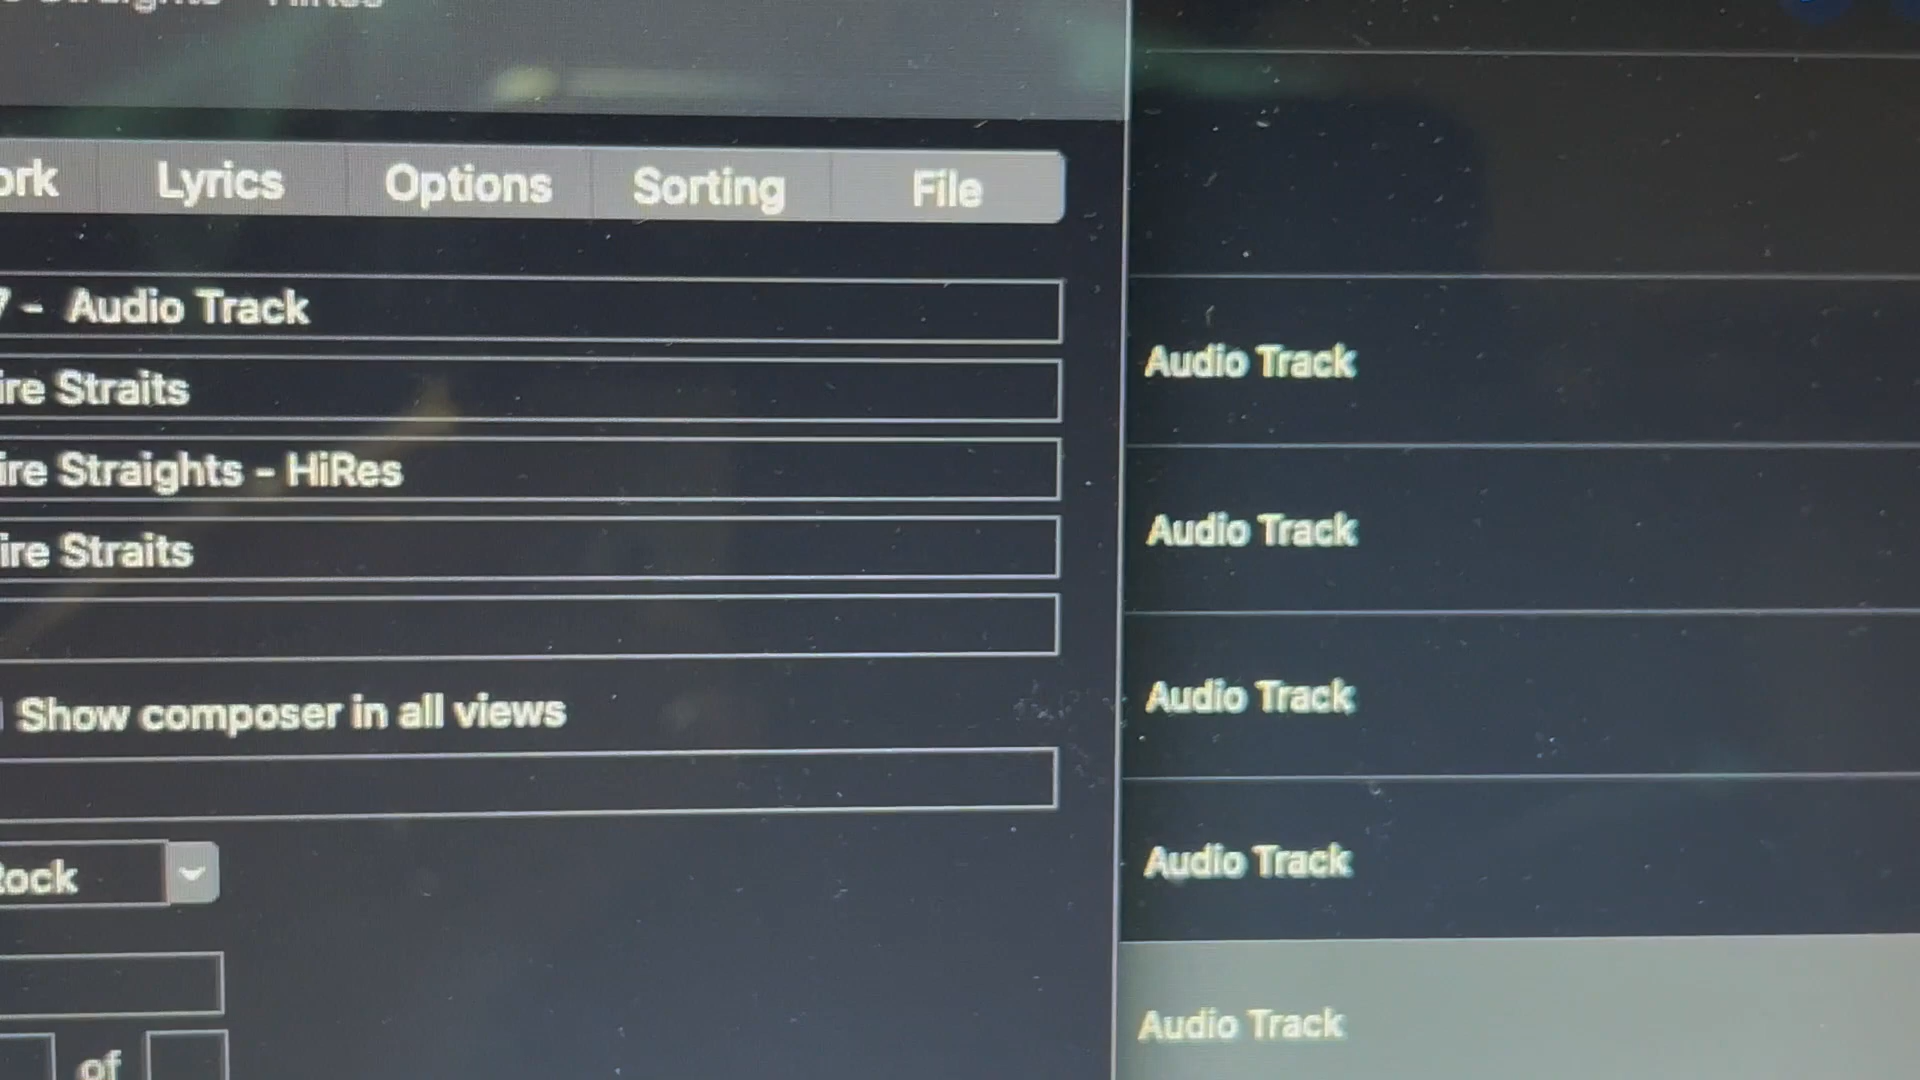 Lyrics Options Sorting File
- Audio Track
ire Straits
ire Straights - HiRes
ire Straits
Show composer in all views
Rock
of
Audio Track
Audio Track
Audio Track
Audio Track
Audio Track